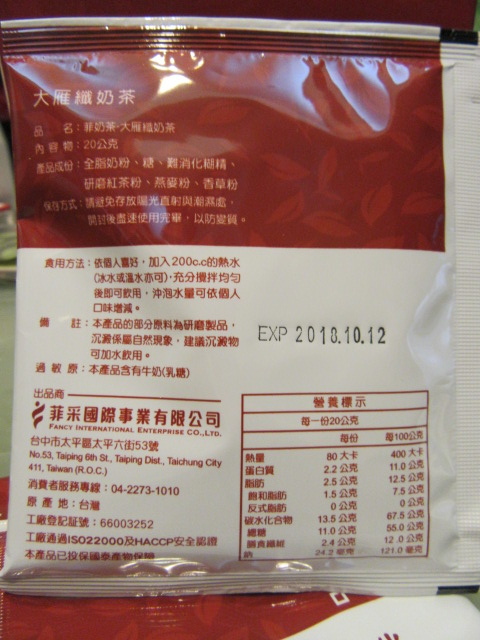 大雁纖奶茶
品　名：菲奶茶·大雁纖奶茶
內容物：20公克
產品成份：全脂奶粉、糖、難消化糊精、
研磨紅茶粉、燕麥粉、香草粉
保存方式：請避免存放陽光直射與潮濕處，
開封後盡速使用完畢，以防變質。
食用方法：依個人喜好，加入200c.c的熱水
(冰水或溫水亦可)，充分攪拌均勻
後即可飲用，沖泡水量可依個人
口味增減。
備　註：本產品的部分原料為研磨製品，
沉澱係屬自然現象，建議沉澱物
可加水飲用。
過敏原：本產品含有牛奶(乳糖)
EXP 2018.10.12
出品商
菲采國際事業有限公司
FANCY INTERNATIONAL ENTERPRISE CO.,LTD.
台中市太平區太平六街53號
No.53, Taiping 6th St., Taiping Dist., Taichung City
411, Taiwan (R.O.C.)
消費者服務專線：04-2273-1010
原產地：台灣
工廠登記證號：66003252
工廠通過ISO22000及HACCP安全認證
本產品已投保國泰產物保險
營養標示
每一份20公克
每份 每100公克
熱量 80 大卡 400 大卡
蛋白質 2.2 公克 11.0 公克
脂肪 2.5 公克 12.5 公克
飽和脂肪 1.5 公克 7.5 公克
反式脂肪 0 公克 0 公克
碳水化合物 13.5 公克 67.5 公克
總糖 11.0 公克 55.0 公克
膳食纖維 2.4 公克 12.0 公克
鈉 24.2 毫克 121.0 毫克